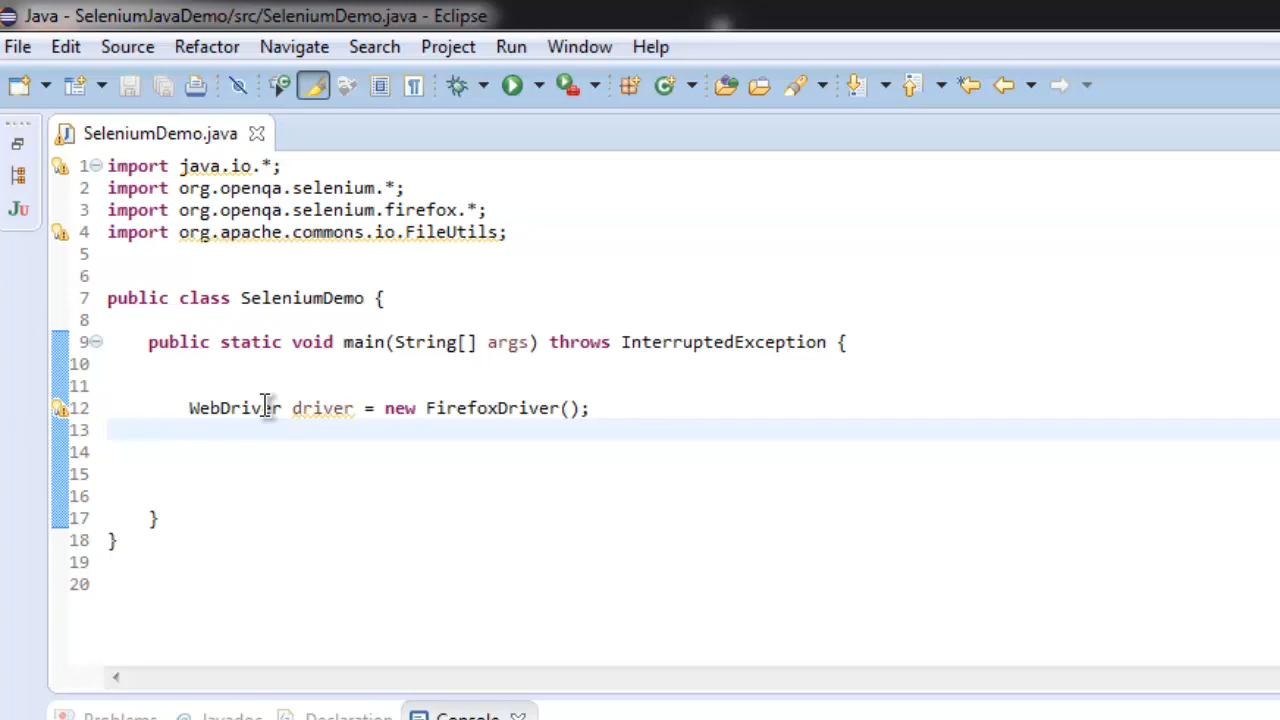 Java - SeleniumJavaDemo/src/SeleniumDemo.java - Eclipse
File Edit Source Refactor Navigate Search Project Run Window Help
SeleniumDemo.java
1 import java.io.*;
2 import org.openqa.selenium.*;
3 import org.openqa.selenium.firefox.*;
4 import org.apache.commons.io.FileUtils;
5
6
7 public class SeleniumDemo {
8
9 public static void main(String[] args) throws InterruptedException {
10
11
12 WebDriver driver = new FirefoxDriver();
13
14
15
16
17 }
18 }
19
20
Problems @ Javadoc Declaration Console